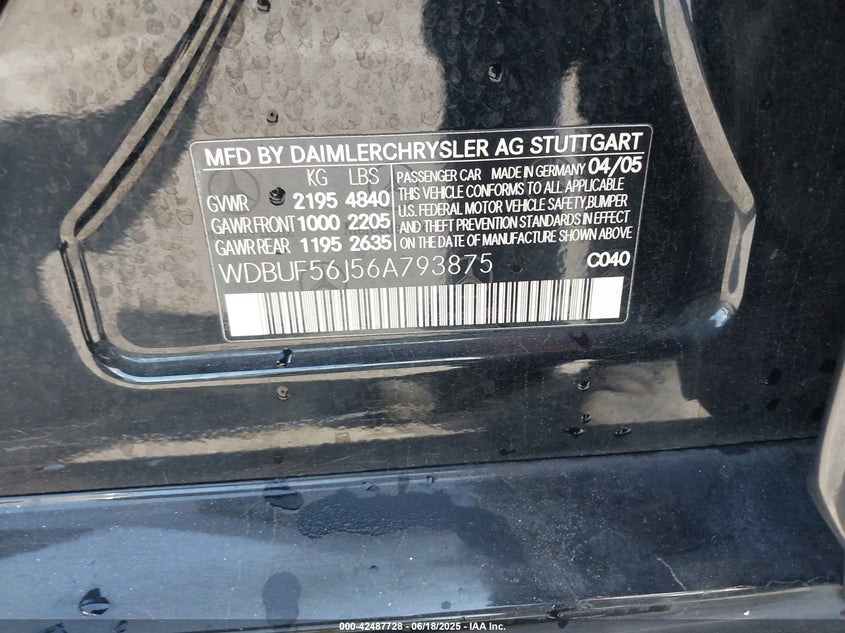 MFD BY DAIMLERCHRYSLER AG STUTTGART
KG LBS
GVWR 2195 4840
GAWR FRONT 1000 2205
GAWR REAR 1195 2635
PASSENGER CAR MADE IN GERMANY 04/05
THIS VEHICLE CONFORMS TO ALL APPLICABLE
U.S. FEDERAL MOTOR VEHICLE SAFETY, BUMPER
AND THEFT PREVENTION STANDARDS IN EFFECT
ON THE DATE OF MANUFACTURE SHOWN ABOVE
WDBUF56J56A793875 C040
000-42487728 - 06/18/2025 - IAA Inc.